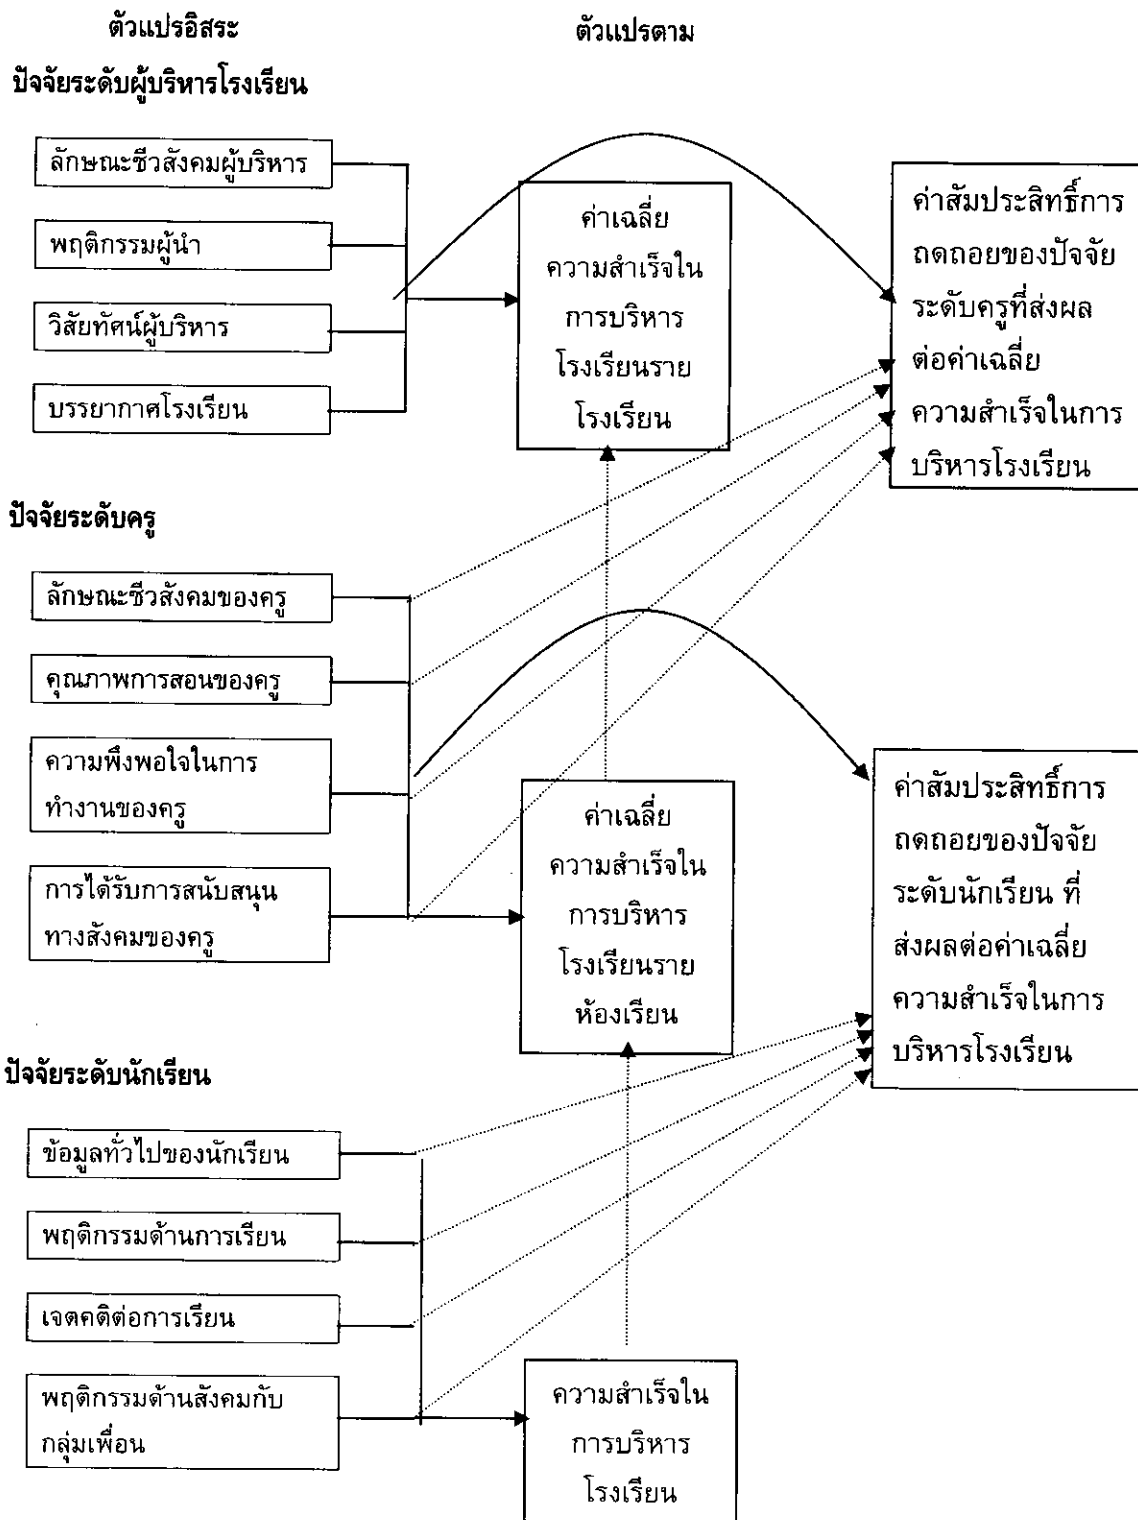 ตัวแปรอิสระ
ตัวแปรตาม
ปัจจัยระดับผู้บริหารโรงเรียน
ลักษณะชีวสังคมผู้บริหาร
พฤติกรรมผู้นำ
วิสัยทัศน์ผู้บริหาร
บรรยากาศโรงเรียน
ค่าเฉลี่ย
ความสำเร็จใน
การบริหาร
โรงเรียนราย
โรงเรียน
ค่าสัมประสิทธิ์การ
ถดถอยของปัจจัย
ระดับครูที่ส่งผล
ต่อค่าเฉลี่ย
ความสำเร็จในการ
บริหารโรงเรียน
ปัจจัยระดับครู
ลักษณะชีวสังคมของครู
คุณภาพการสอนของครู
ความพึงพอใจในการ
ทำงานของครู
การได้รับการสนับสนุน
ทางสังคมของครู
ค่าเฉลี่ย
ความสำเร็จใน
การบริหาร
โรงเรียนราย
ห้องเรียน
ค่าสัมประสิทธิ์การ
ถดถอยของปัจจัย
ระดับนักเรียน ที่
ส่งผลต่อค่าเฉลี่ย
ความสำเร็จในการ
บริหารโรงเรียน
ปัจจัยระดับนักเรียน
ข้อมูลทั่วไปของนักเรียน
พฤติกรรมด้านการเรียน
เจตคติต่อการเรียน
พฤติกรรมด้านสังคมกับ
กลุ่มเพื่อน
ความสำเร็จใน
การบริหาร
โรงเรียน